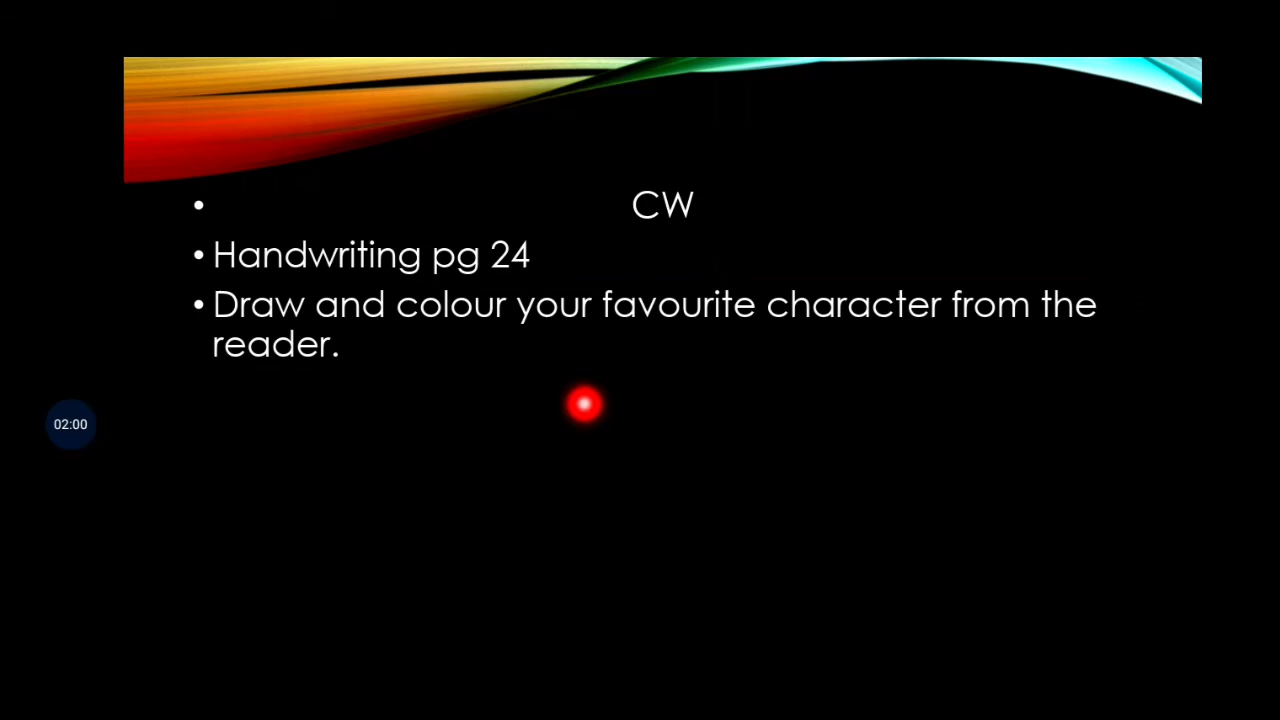 • CW
• Handwriting pg 24
• Draw and colour your favourite character from the
reader.
02:00